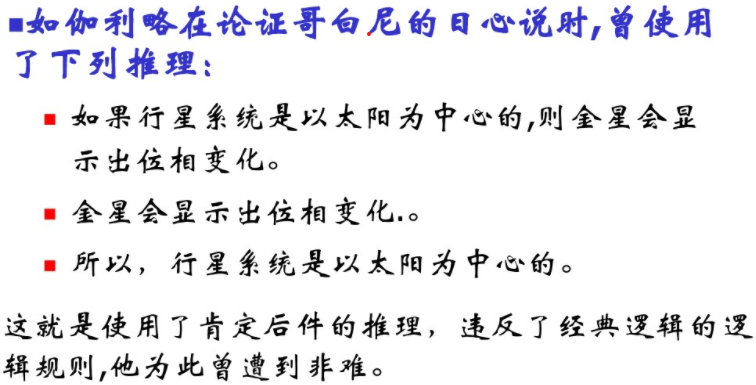 ■如伽利略在论证哥白尼的日心说时,曾使用
了下列推理:
■ 如果行星系统是以太阳为中心的,则金星会显
示出位相变化。
■ 金星会显示出位相变化.。
■ 所以，行星系统是以太阳为中心的。
这就是使用了肯定后件的推理，违反了经典逻辑的逻
辑规则,他为此曾遭到非难。